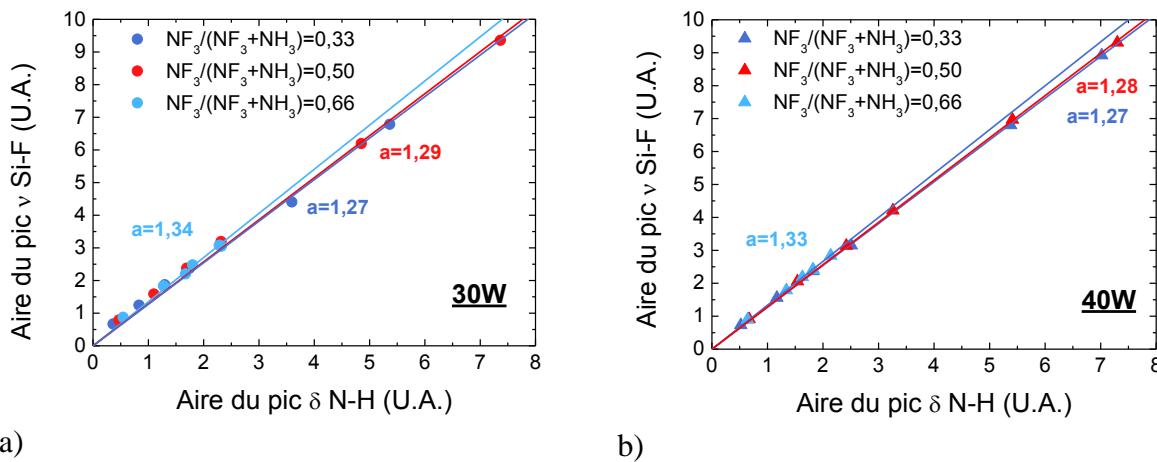 10
9
8
7
6
5
4
3
2
1
0
0 1 2 3 4 5 6 7 8
Aire du pic ν Si-F (U.A.)
Aire du pic δ N-H (U.A.)
NF3/(NF3+NH3)=0,33
NF3/(NF3+NH3)=0,50
NF3/(NF3+NH3)=0,66
a=1,29
a=1,27
a=1,34
30W
a)
10
9
8
7
6
5
4
3
2
1
0
0 1 2 3 4 5 6 7 8
Aire du pic ν Si-F (U.A.)
Aire du pic δ N-H (U.A.)
NF3/(NF3+NH3)=0,33
NF3/(NF3+NH3)=0,50
NF3/(NF3+NH3)=0,66
a=1,28
a=1,27
a=1,33
40W
b)